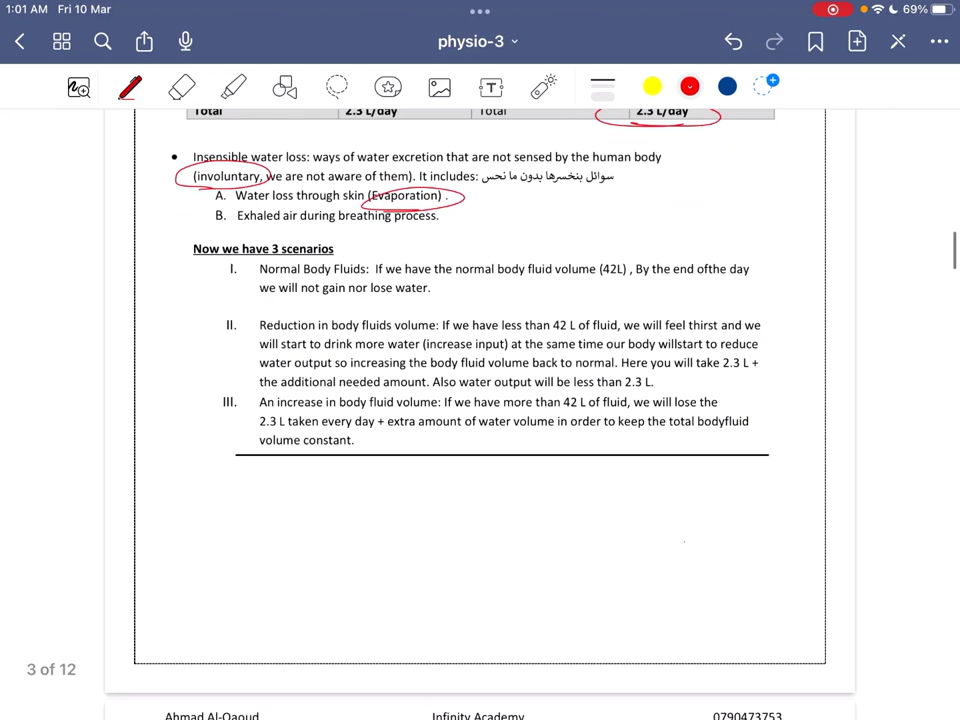 1:01 AM Fri 10 Mar
69%
physio-3
Total 2.3 L/day Total 2.3 L/day
• Insensible water loss: ways of water excretion that are not sensed by the human body
(involuntary, we are not aware of them). It includes: سوائل بنخسرها بدون ما نحس
A. Water loss through skin (Evaporation) .
B. Exhaled air during breathing process.
Now we have 3 scenarios
I. Normal Body Fluids: If we have the normal body fluid volume (42L) , By the end ofthe day
we will not gain nor lose water.
II. Reduction in body fluids volume: If we have less than 42 L of fluid, we will feel thirst and we
will start to drink more water (increase input) at the same time our body willstart to reduce
water output so increasing the body fluid volume back to normal. Here you will take 2.3 L +
the additional needed amount. Also water output will be less than 2.3 L.
III. An increase in body fluid volume: If we have more than 42 L of fluid, we will lose the
2.3 L taken every day + extra amount of water volume in order to keep the total bodyfluid
volume constant.
3 of 12
Ahmad Al-Qaoud Infinity Academy 0790473753